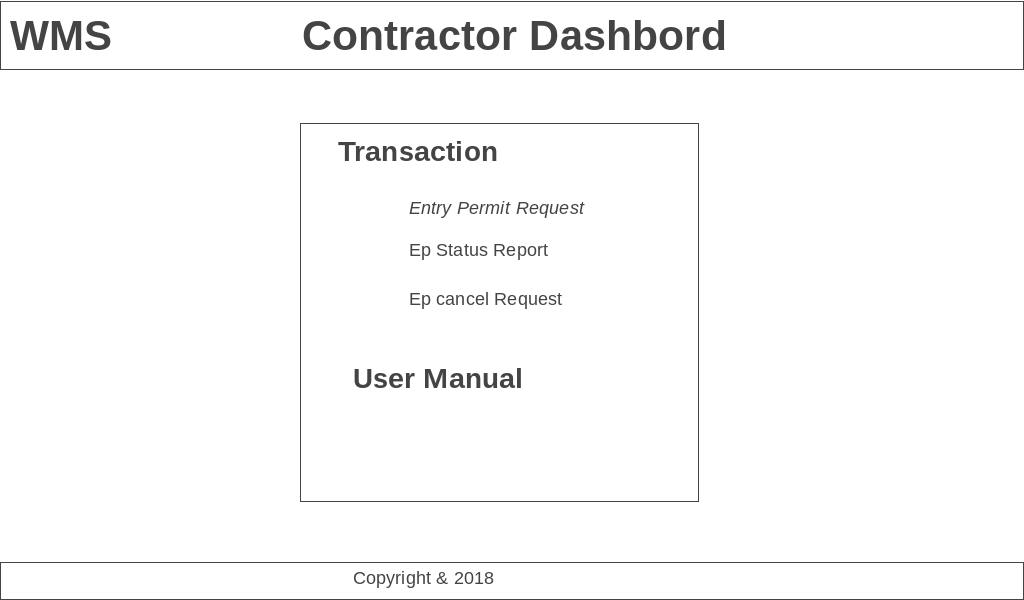 WMS Contractor Dashbord
Transaction
Entry Permit Request
Ep Status Report
Ep cancel Request
User Manual
Copyright & 2018